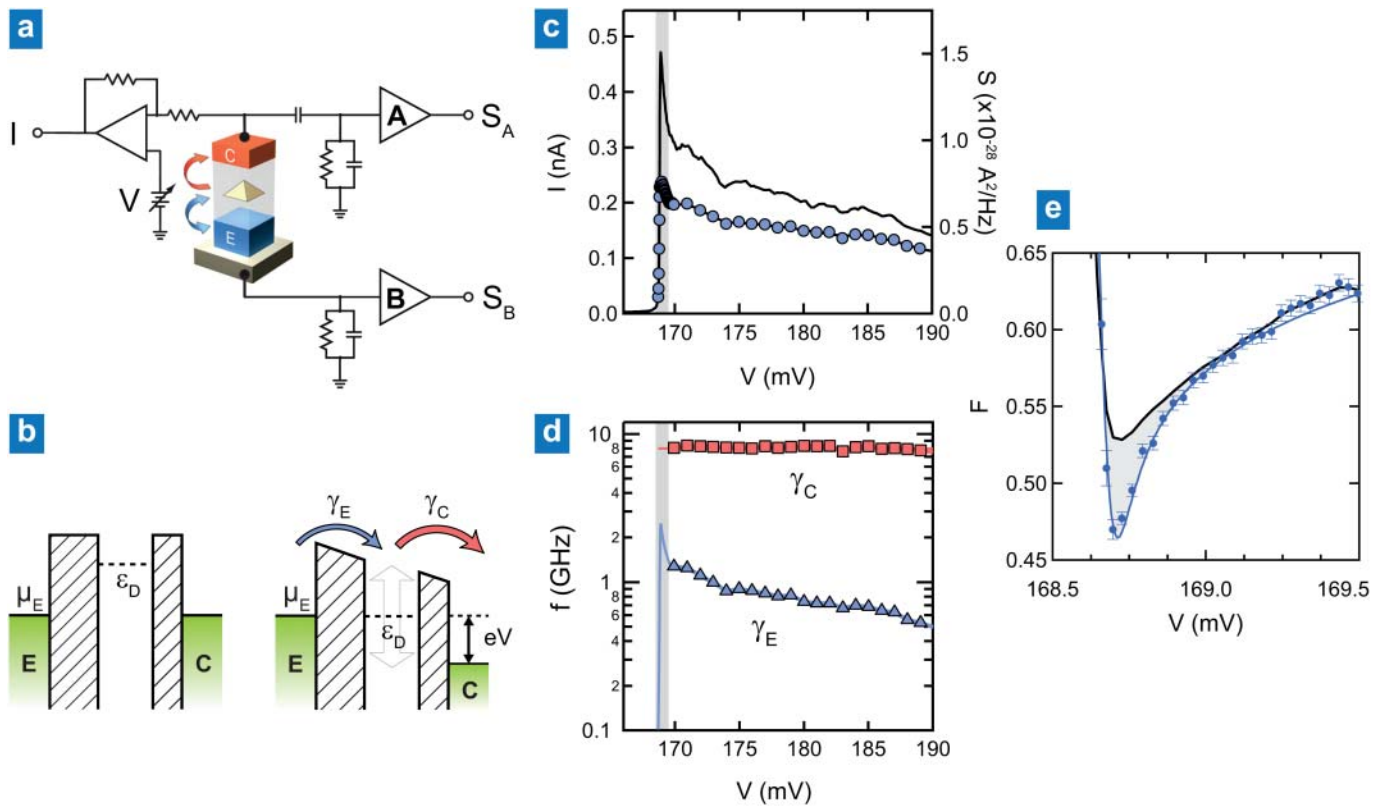 a
I
V
C
E
A
S_A
B
S_B
b
μ_E
ε_D
E
C
γ_E
γ_C
μ_E
ε_D
eV
E
C
c
0.5
0.4
0.3
0.2
0.1
0.0
I (nA)
1.5
1.0
0.5
0.0
S (x10⁻²⁸ A²/Hz)
170
175
180
185
190
V (mV)
d
10
8
6
4
2
1
8
6
4
2
0.1
f (GHz)
γ_C
γ_E
170
175
180
185
190
V (mV)
e
0.65
0.60
0.55
0.50
0.45
F
168.5
169.0
169.5
V (mV)